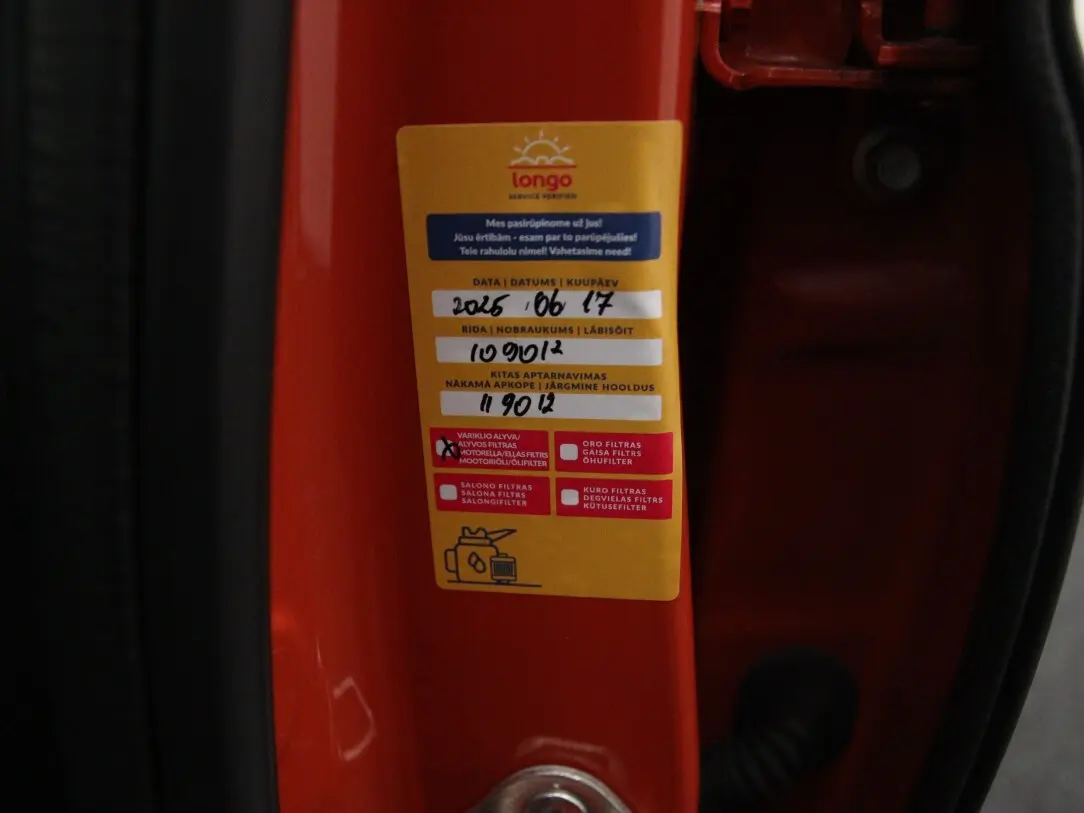 longo
SERVICE VERIFIED
Mes pasirūpinome už Jus!
Jūsu ērtībām - esam par to parūpējušies!
Teie rahulolu nimel! Vahetasime need!
DATA | DATUMS | KUUPÄEV
2025.06 17
RIDA | NOBRAUKUMS | LÄBISÕIT
109012
KITAS APTARNAVIMAS
NĀKAMĀ APKOPE | JÄRGMINE HOOLDUS
119012
X VARIKLIO ALYVA/
ALYVOS FILTRAS
MOTORELLA/EĻĻAS FILTRS
MOOTORIÕLI/ÕLIFILTER
ORO FILTRAS
GAISA FILTRS
ÕHUFILTER
SALONO FILTRAS
SALONA FILTRS
SALONGIFILTER
KURO FILTRAS
DEGVIELAS FILTRS
KÜTUSEFILTER